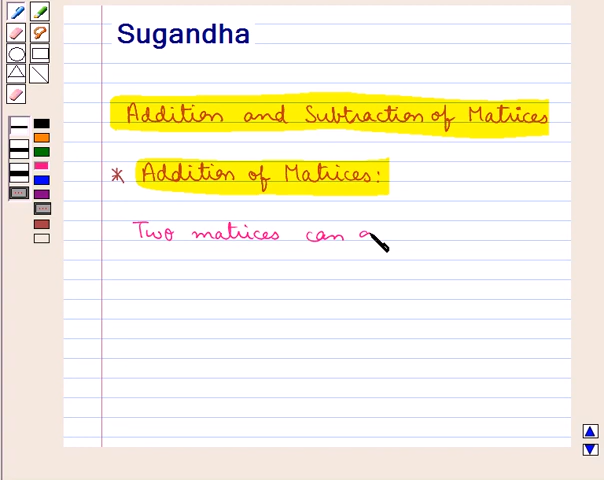 Sugandha
Addition and Subtraction of Matrices
* Addition of Matrices:
Two matrices can